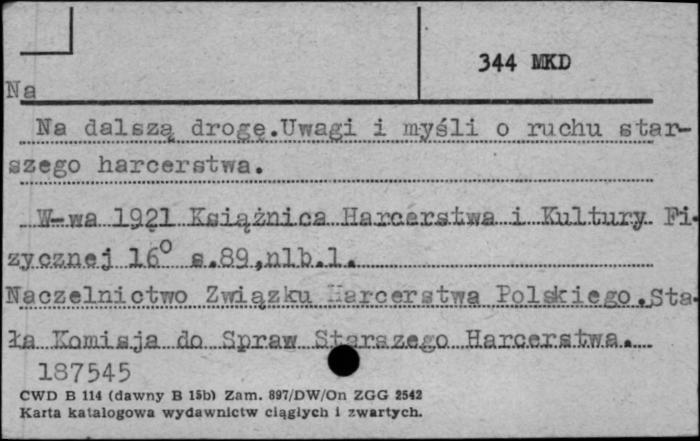 344 MKD
Na
Na dalszą drogę.Uwagi i myśli o ruchu star-
szego harcerstwa.
W-wa 1921 Książnica Harcerstwa i Kultury Fi-
zycznej 16° s.89,nlb.1.
Naczelnictwo Związku Harcerstwa Polskiego.Sta-
ła Komisja do Spraw Starszego Harcerstwa.
187545
CWD B 114 (dawny B 15b) Zam. 897/DW/On ZGG 2542
Karta katalogowa wydawnictw ciągłych i zwartych.